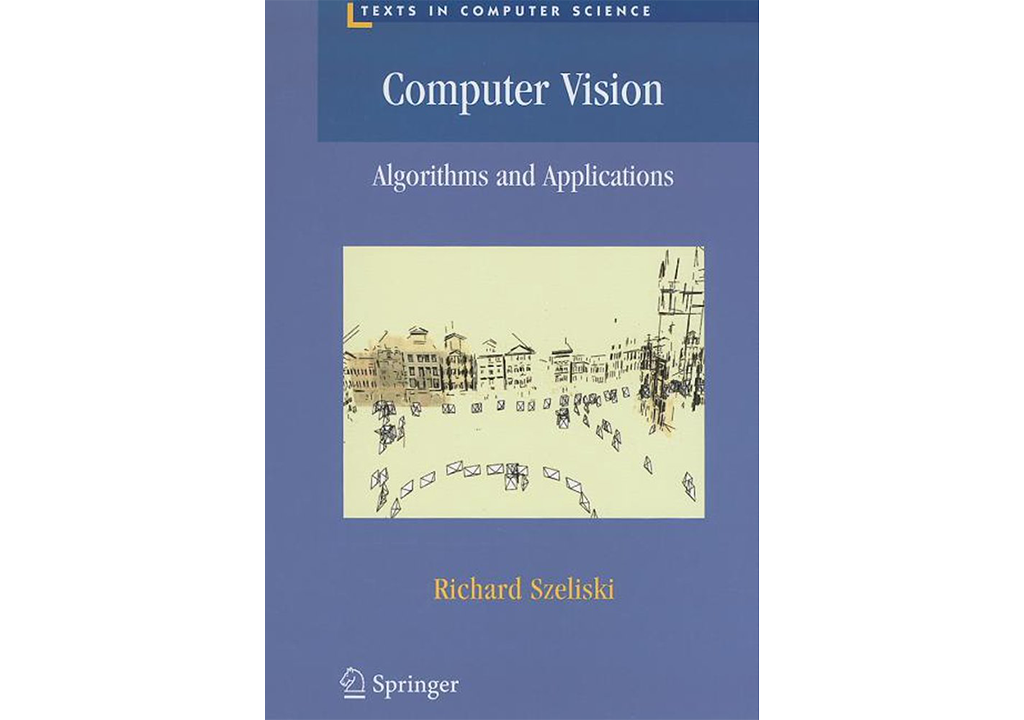 TEXTS IN COMPUTER SCIENCE
Computer Vision
Algorithms and Applications
Richard Szeliski
Springer